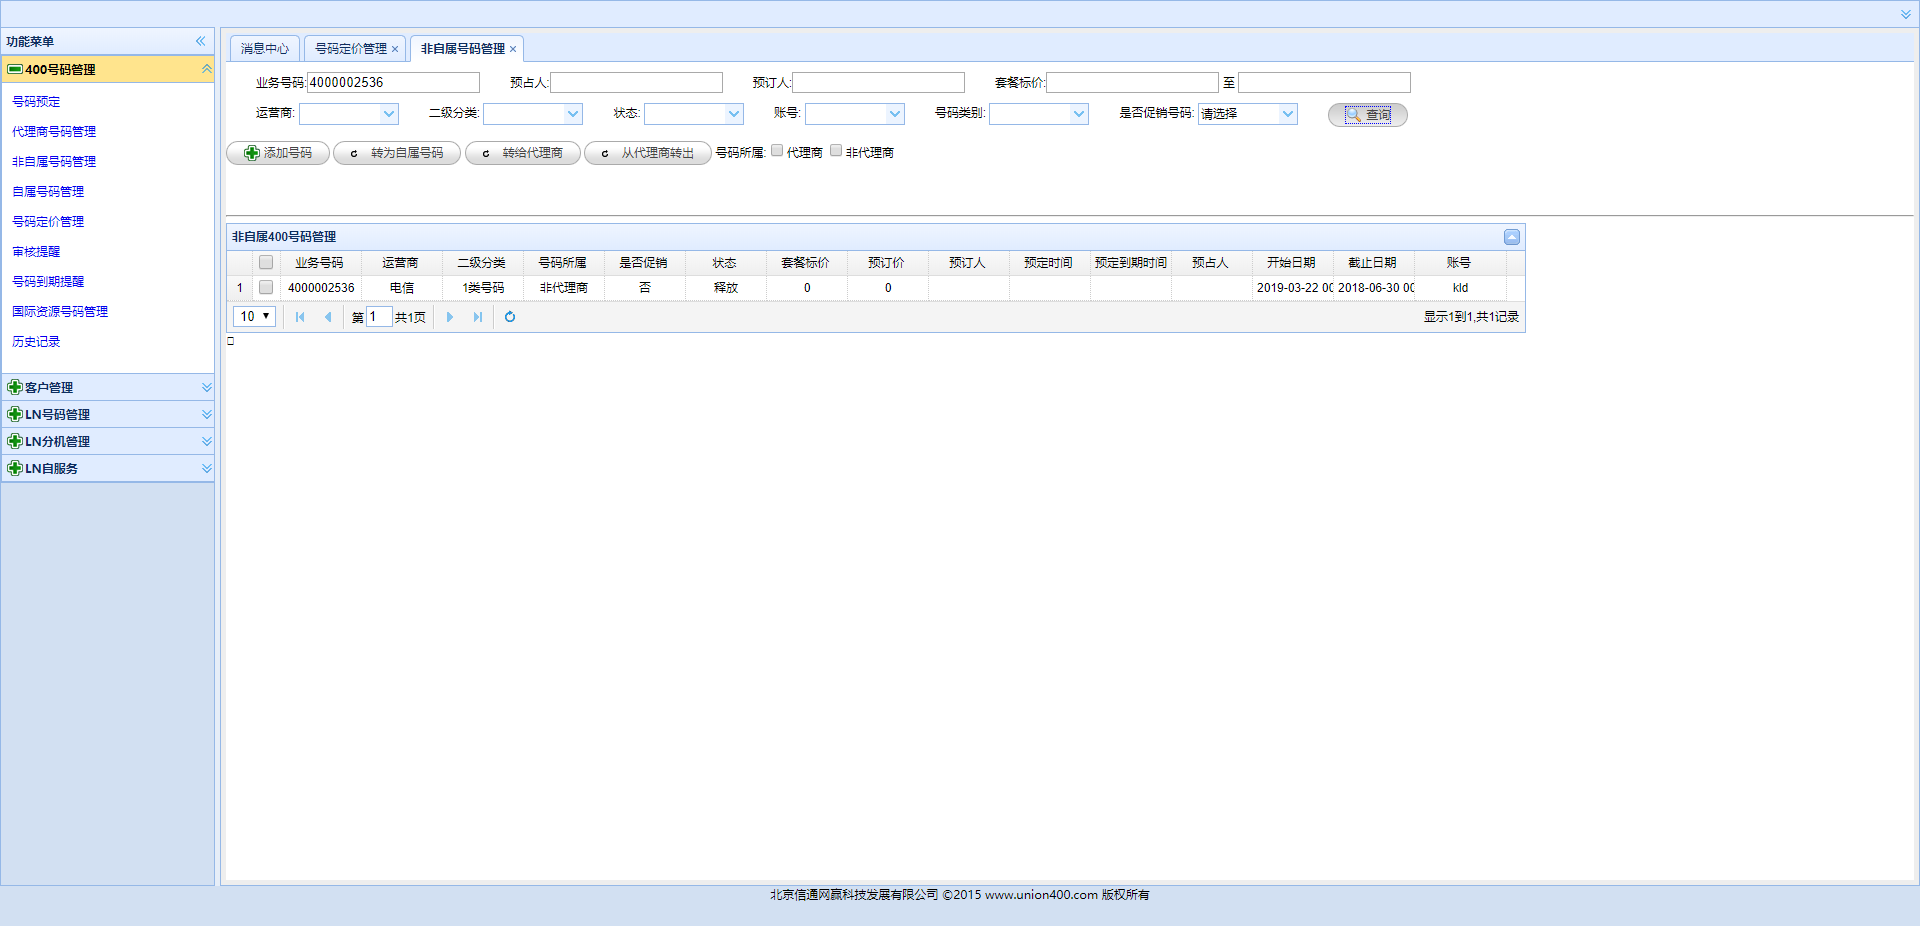 功能菜单
400号码管理
号码预定
代理商号码管理
非自属号码管理
自属号码管理
号码定价管理
审核提醒
号码到期提醒
国际资源号码管理
历史记录
客户管理
LN号码管理
LN分机管理
LN自服务
消息中心 号码定价管理 非自属号码管理
业务号码: 4000002536 预占人: 预订人: 套餐标价: 至
运营商: 二级分类: 状态: 账号: 号码类别: 是否促销号码: 请选择 查询
添加号码 转为自属号码 转给代理商 从代理商转出 号码所属: 代理商 非代理商
非自属400号码管理
业务号码 运营商 二级分类 号码所属 是否促销 状态 套餐标价 预订价 预订人 预定时间 预定到期时间 预占人 开始日期 截止日期 账号
1 4000002536 电信 1类号码 非代理商 否 释放 0 0 2019-03-22 00 2018-06-30 00 kld
10 第 1 共1页 显示1到1,共1记录
北京信通网赢科技发展有限公司 ©2015 www.union400.com 版权所有